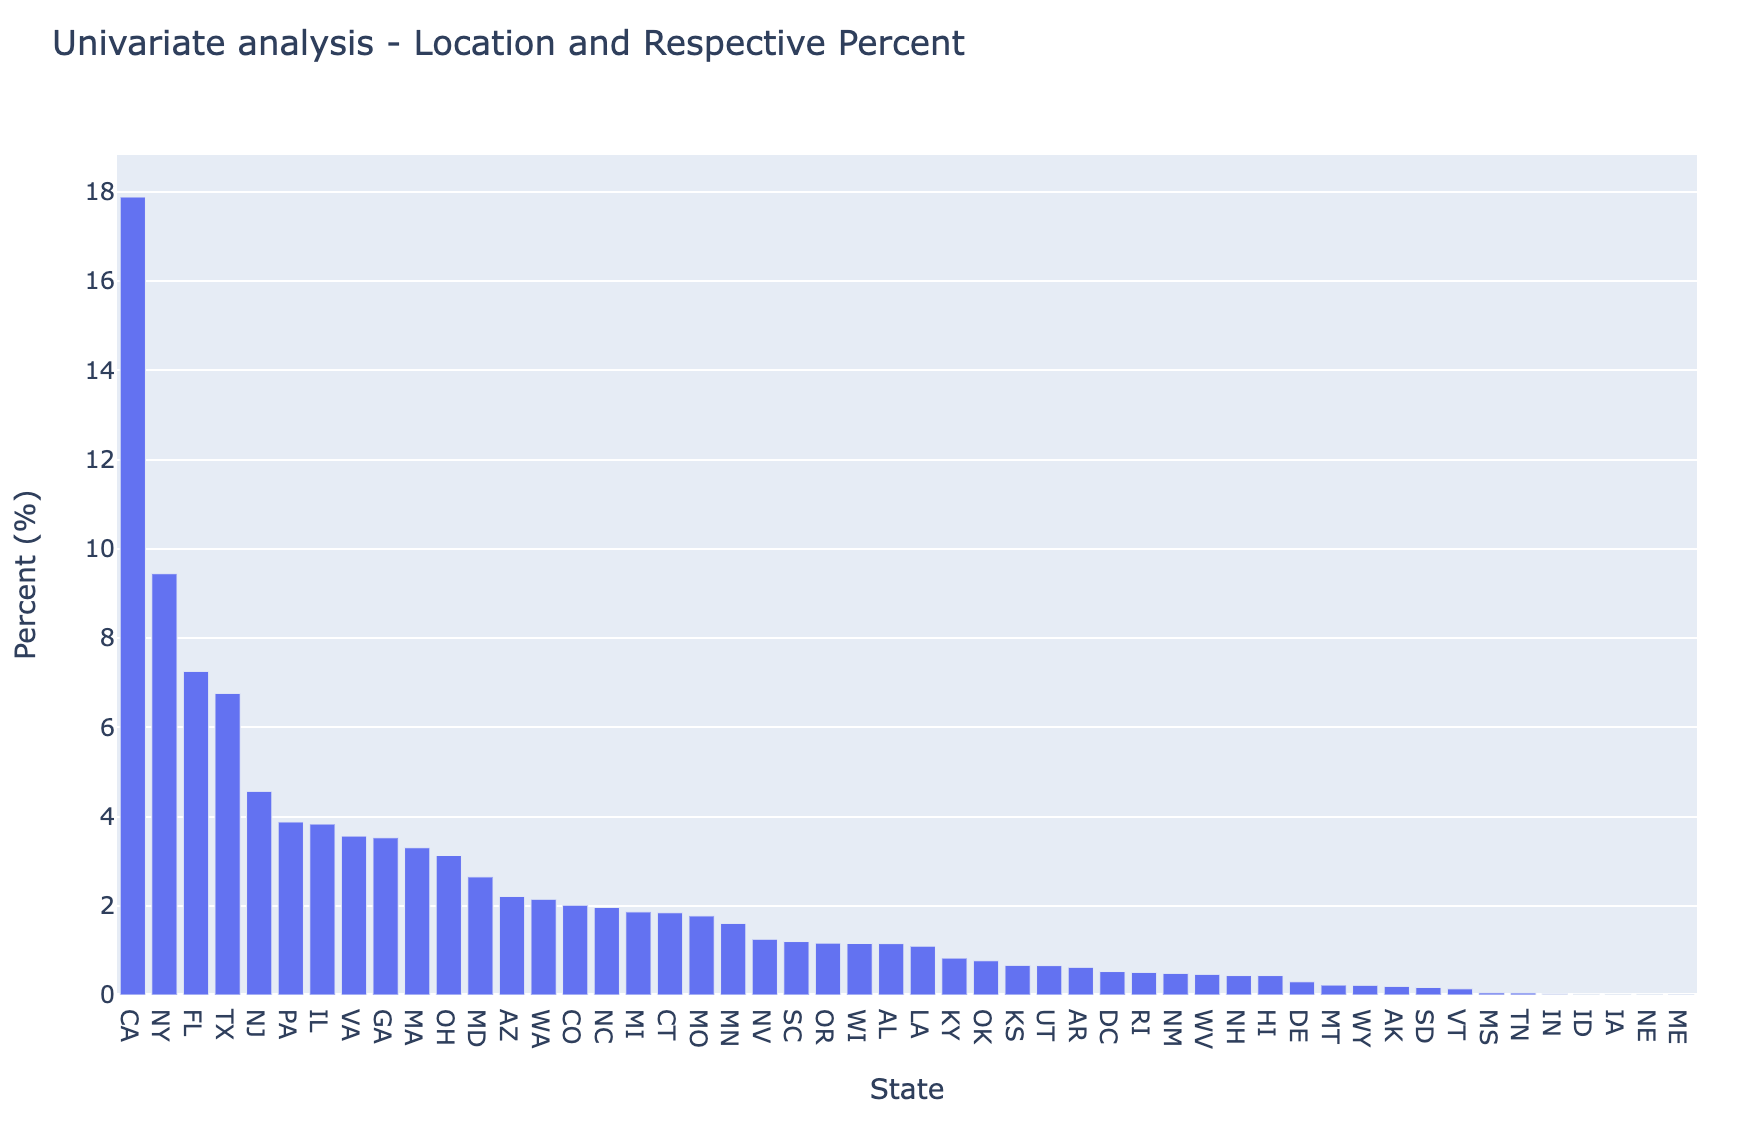 Univariate analysis - Location and Respective Percent
Percent (%)
18
16
14
12
10
8
6
4
2
0
CA NY FL TX NJ PA IL VA GA MA OH MD AZ WA CO NC MI CT MO MN NV SC OR WI AL LA KY OK KS UT AR DC RI NM WV NH HI DE MT WY AK SD VT MS TN IN ID IA NE ME
State